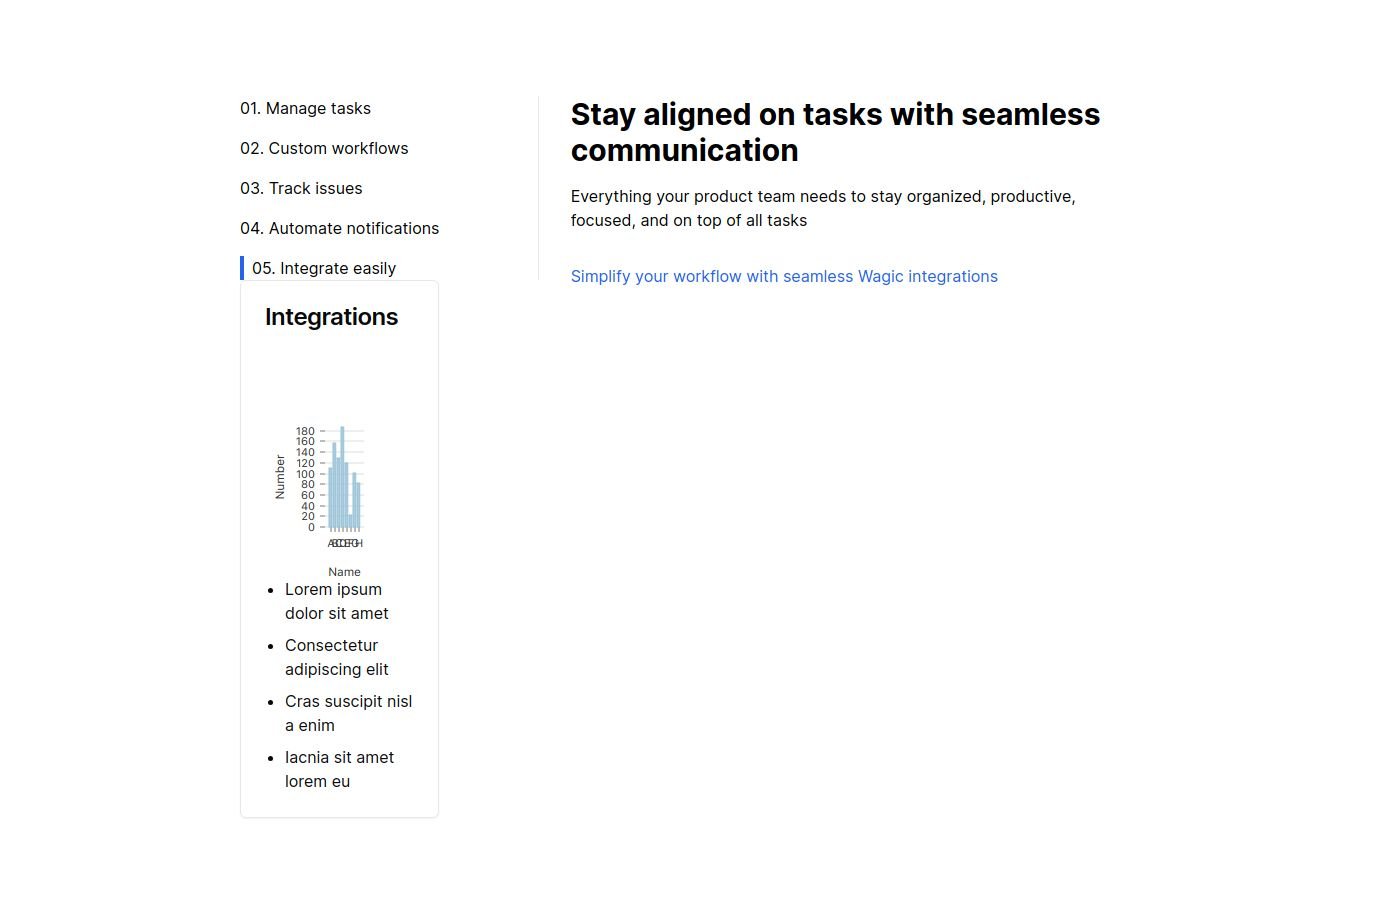 01. Manage tasks
02. Custom workflows
03. Track issues
04. Automate notifications
05. Integrate easily
Integrations
180
160
140
120
100
80
60
40
20
0
Number
ABCDEFGH
Name
• Lorem ipsum
dolor sit amet
• Consectetur
adipiscing elit
• Cras suscipit nisl
a enim
• Iacnia sit amet
lorem eu
Stay aligned on tasks with seamless
communication
Everything your product team needs to stay organized, productive,
focused, and on top of all tasks
Simplify your workflow with seamless Wagic integrations